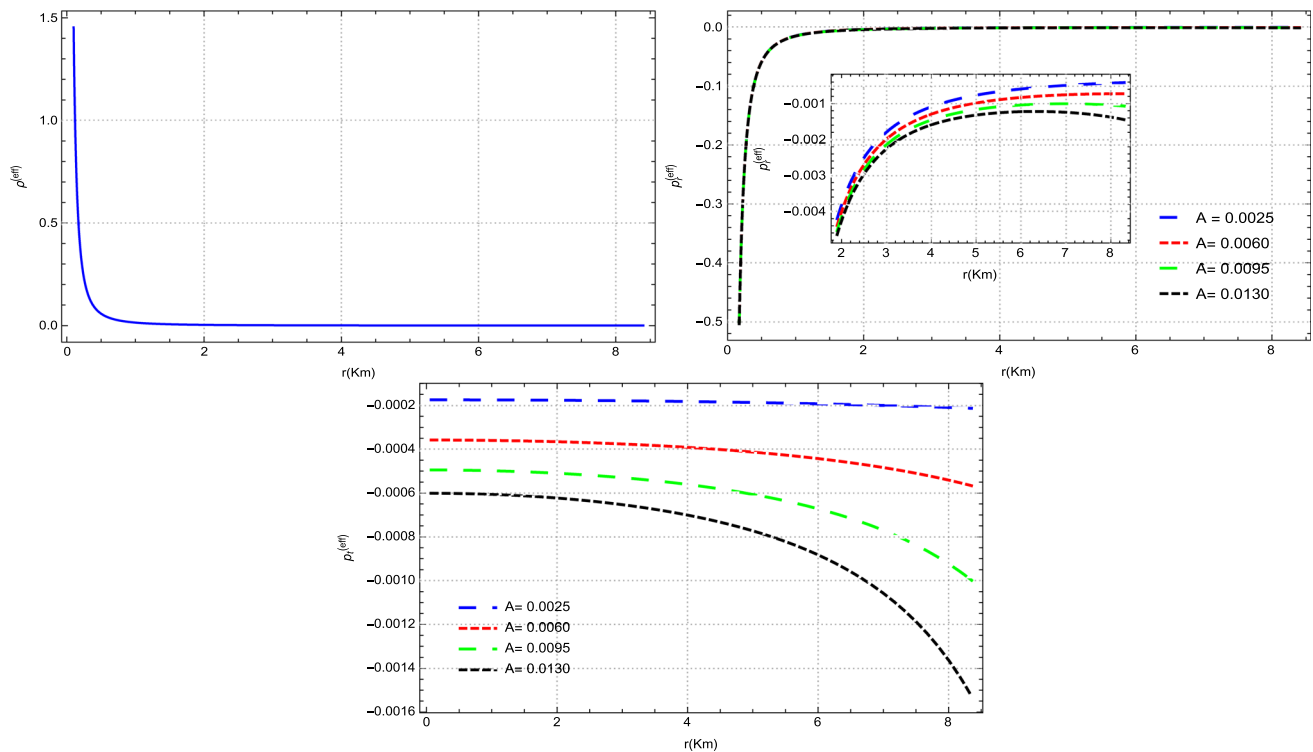 1.5
1.0
0.5
0.0
ρ(eff)
0 2 4 6 8
r(Km)
0.0
−0.1
−0.2
−0.3
−0.4
−0.5
pr(eff)
−0.001
−0.002
−0.003
−0.004
pr(eff)
2 3 4 5 6 7 8
r(Km)
A = 0.0025
A = 0.0060
A = 0.0095
A = 0.0130
0 2 4 6 8
r(Km)
−0.0002
−0.0004
−0.0006
−0.0008
−0.0010
−0.0012
−0.0014
−0.0016
pt(eff)
A= 0.0025
A= 0.0060
A= 0.0095
A= 0.0130
0 2 4 6 8
r(Km)